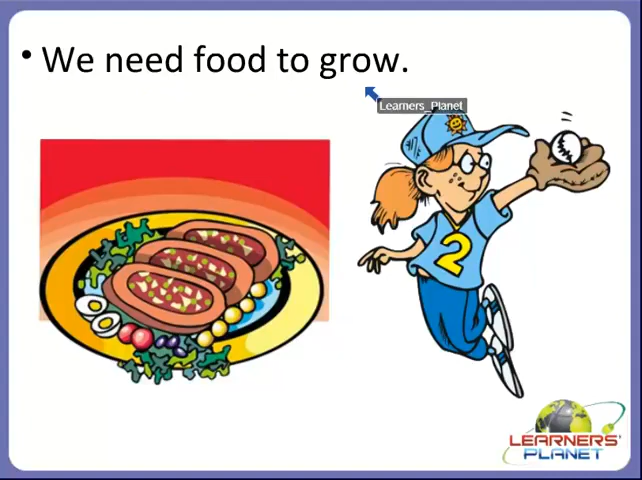 • We need food to grow.
Learners_Planet
2
LEARNERS'
PLANET